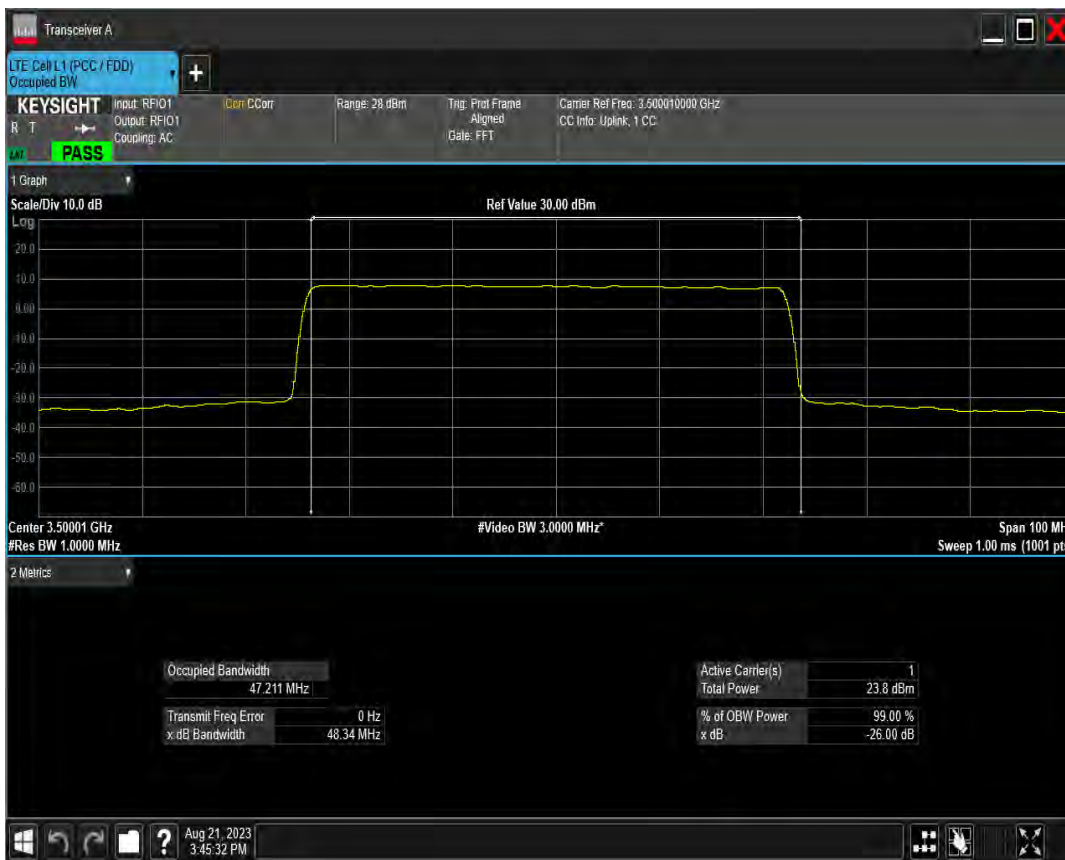 Transceiver A
LTE Cell L1 (PCC / FDD)
Occupied BW
+
KEYSIGHT
R T
PASS
Input: RFIO1
Output: RFIO1
Coupling: AC
Corr CCorr
Range: 28 dBm
Trig: Prot Frame
Aligned
Gate: FFT
Carrier Ref Freq: 3.500010000 GHz
CC Info: Uplink, 1 CC
1 Graph
Scale/Div 10.0 dB
Ref Value 30.00 dBm
Log
20.0
10.0
0.00
-10.0
-20.0
-30.0
-40.0
-50.0
-60.0
Center 3.50001 GHz
#Video BW 3.0000 MHz*
Span 100 MH
#Res BW 1.0000 MHz
Sweep 1.00 ms (1001 pts
2 Metrics
Occupied Bandwidth
47.211 MHz
Transmit Freq Error 0 Hz
x dB Bandwidth 48.34 MHz
Active Carrier(s) 1
Total Power 23.8 dBm
% of OBW Power 99.00 %
x dB -26.00 dB
?
Aug 21, 2023
3:45:32 PM